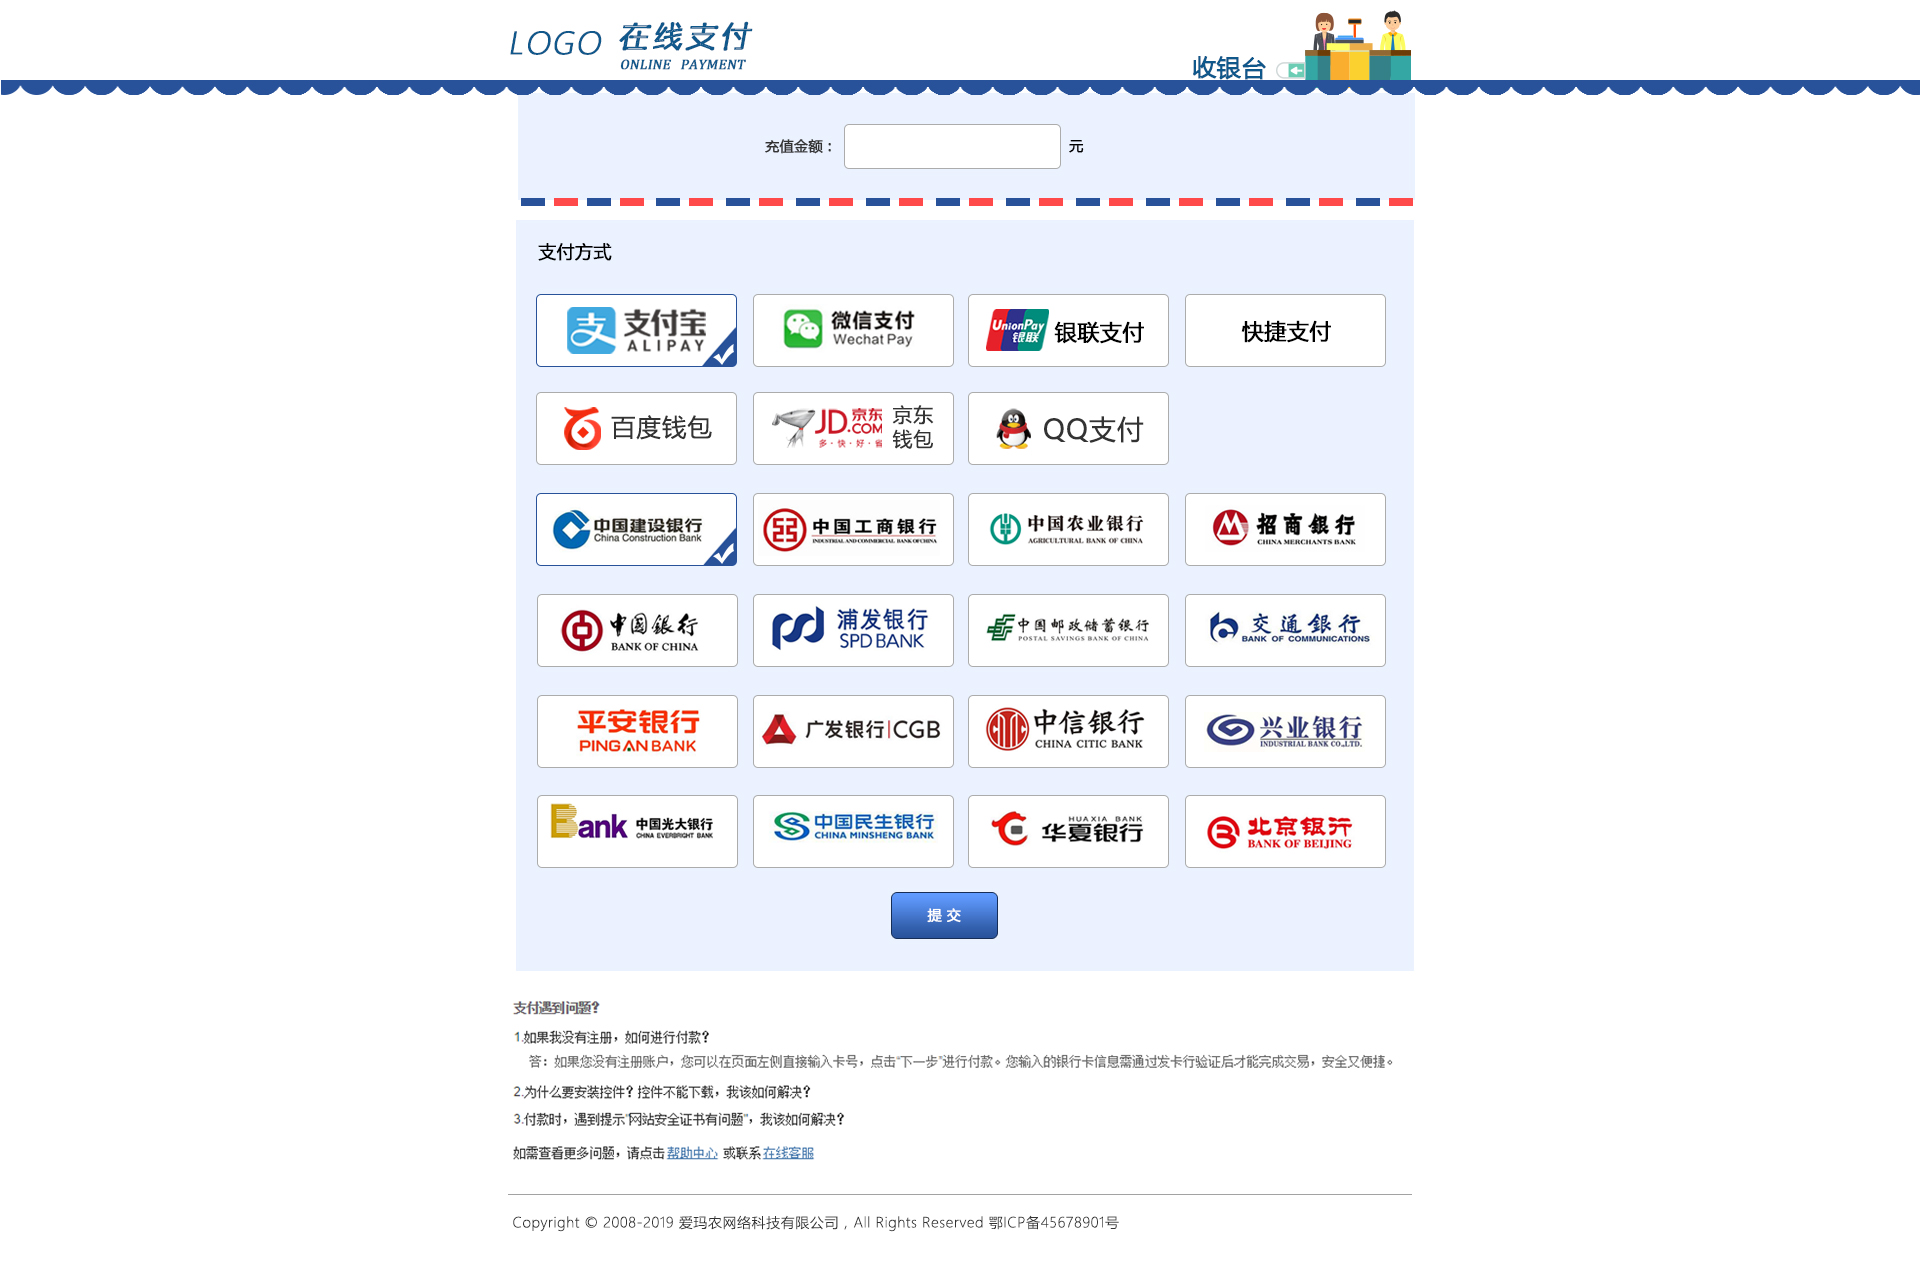 LOGO 在线支付
ONLINE PAYMENT
收银台
充值金额： 元
支付方式
支付宝
ALIPAY
微信支付
Wechat Pay
UnionPay
银联
银联支付
快捷支付
百度钱包
JD.COM
京东
多·快·好·省
京东
钱包
QQ支付
中国建设银行
China Construction Bank
中国工商银行
INDUSTRIAL AND COMMERCIAL BANK OF CHINA
中国农业银行
AGRICULTURAL BANK OF CHINA
招商銀行
CHINA MERCHANTS BANK
中国銀行
BANK OF CHINA
浦发银行
SPD BANK
中国邮政储蓄银行
POSTAL SAVINGS BANK OF CHINA
交通銀行
BANK OF COMMUNICATIONS
平安银行
PINGAN BANK
广发银行|CGB
中信银行
CHINA CITIC BANK
兴业银行
INDUSTRIAL BANK CO.,LTD.
Bank
中国光大银行
CHINA EVERBRIGHT BANK
中国民生银行
CHINA MINSHENG BANK
HUAXIA BANK
华夏银行
北京银行
BANK OF BEIJING
提 交
支付遇到问题？
1.如果我没有注册，如何进行付款？
答：如果您没有注册账户，您可以在页面左侧直接输入卡号，点击“下一步”进行付款。您输入的银行卡信息需通过发卡行验证后才能完成交易，安全又便捷。
2.为什么要安装控件？控件不能下载，我该如何解决？
3.付款时，遇到提示"网站安全证书有问题"，我该如何解决？
如需查看更多问题，请点击帮助中心 或联系在线客服
Copyright © 2008-2019 爱玛农网络科技有限公司，All Rights Reserved 鄂ICP备45678901号